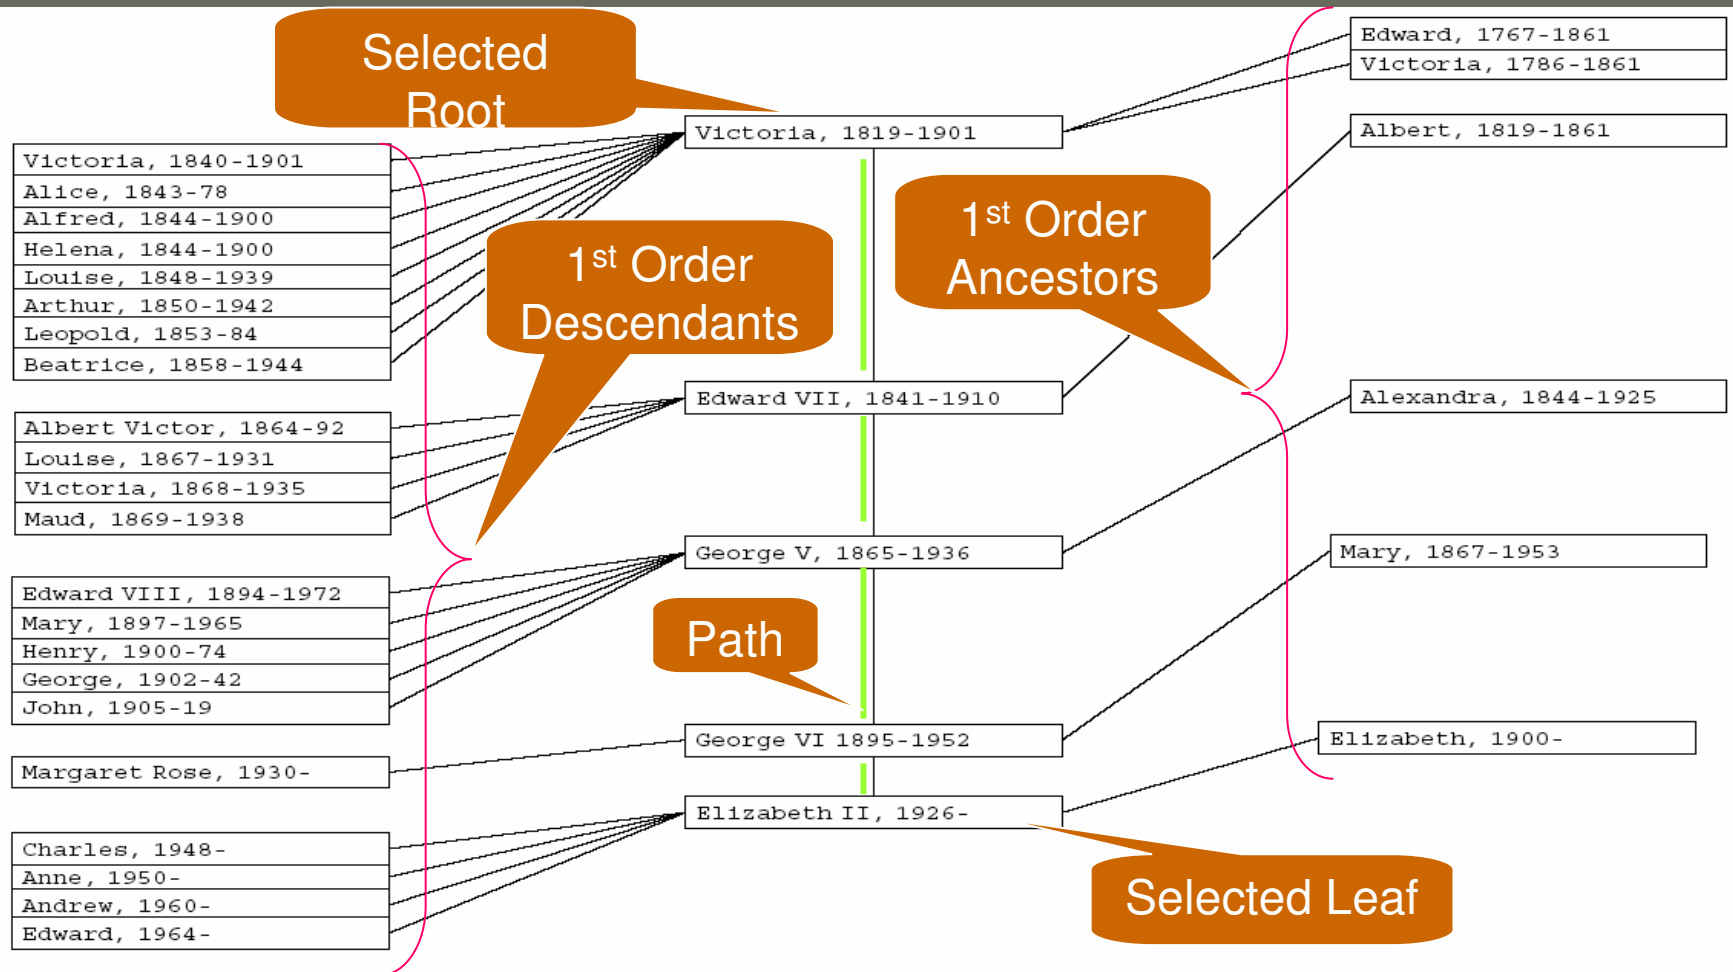 Selected
Root
Edward, 1767-1861
Victoria, 1786-1861
Victoria, 1819-1901
Albert, 1819-1861
Victoria, 1840-1901
Alice, 1843-78
Alfred, 1844-1900
Helena, 1844-1900
Louise, 1848-1939
Arthur, 1850-1942
Leopold, 1853-84
Beatrice, 1858-1944
1st Order
Descendants
1st Order
Ancestors
Edward VII, 1841-1910
Alexandra, 1844-1925
Albert Victor, 1864-92
Louise, 1867-1931
Victoria, 1868-1935
Maud, 1869-1938
George V, 1865-1936
Mary, 1867-1953
Edward VIII, 1894-1972
Mary, 1897-1965
Henry, 1900-74
George, 1902-42
John, 1905-19
Path
George VI 1895-1952
Elizabeth, 1900-
Margaret Rose, 1930-
Elizabeth II, 1926-
Charles, 1948-
Anne, 1950-
Andrew, 1960-
Edward, 1964-
Selected Leaf